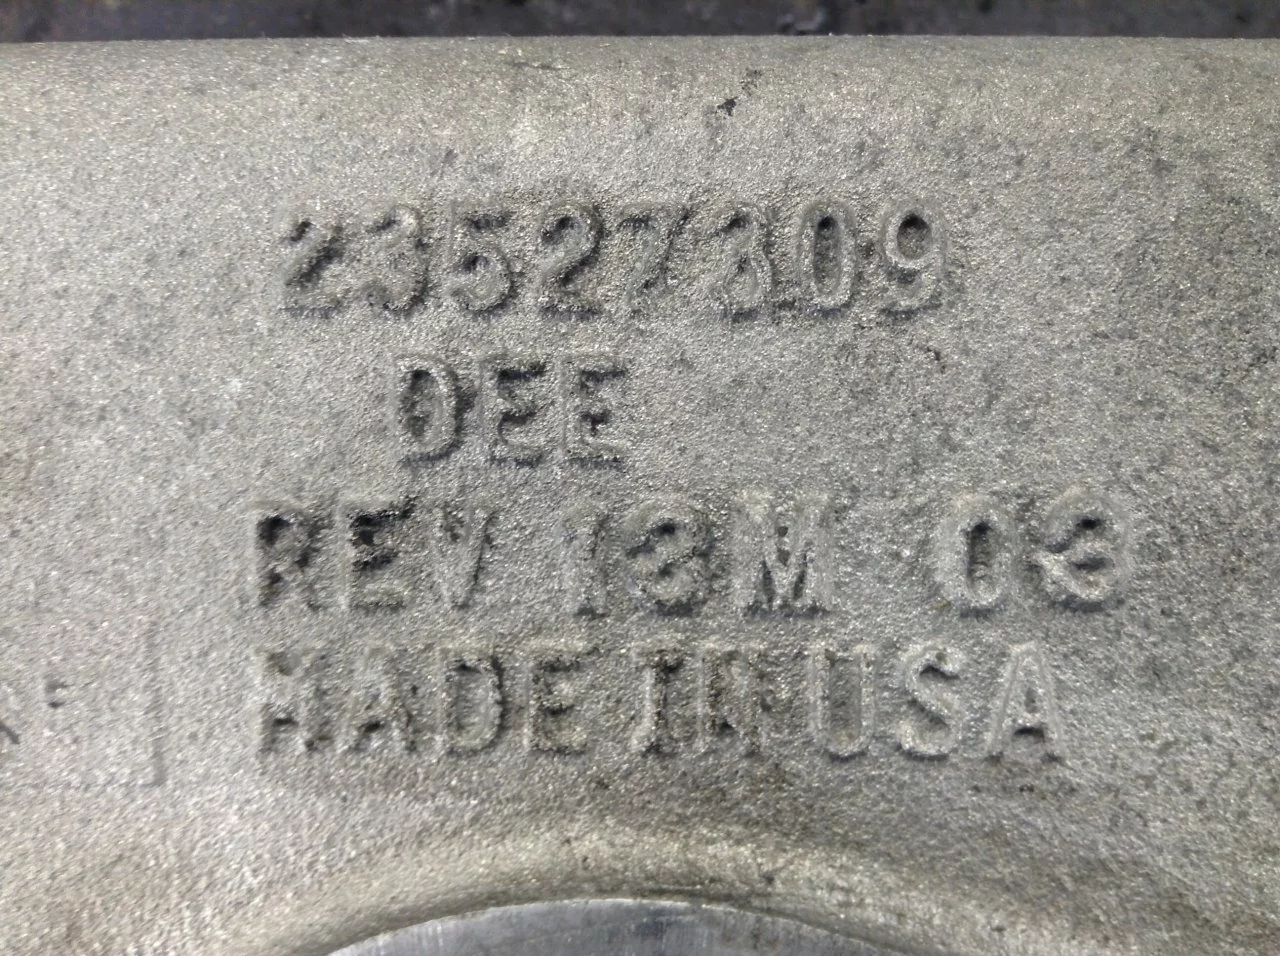 23527309
DEE
REV 13M 03
MADE IN USA